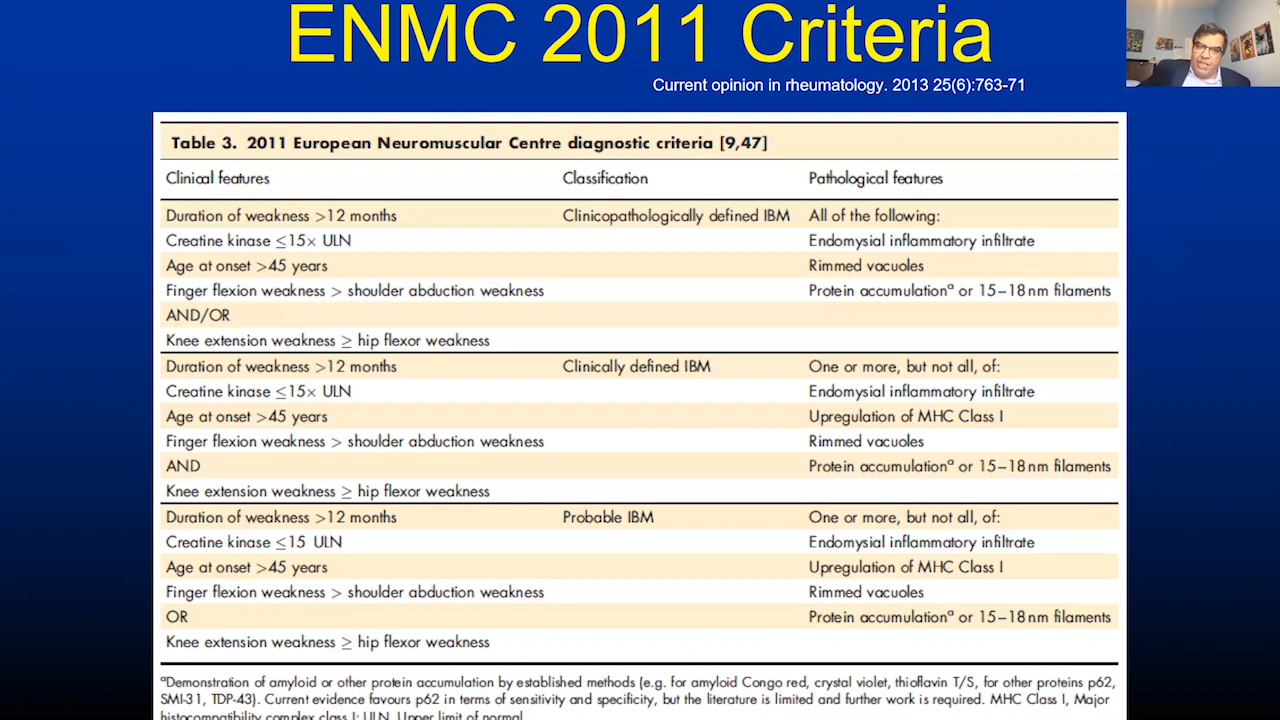 ENMC 2011 Criteria
Current opinion in rheumatology. 2013 25(6):763-71
Table 3. 2011 European Neuromuscular Centre diagnostic criteria [9,47]
Clinical features Classification Pathological features
Duration of weakness >12 months Clinicopathologically defined IBM All of the following:
Creatine kinase ≤15× ULN Endomysial inflammatory infiltrate
Age at onset >45 years Rimmed vacuoles
Finger flexion weakness > shoulder abduction weakness Protein accumulationᵃ or 15–18 nm filaments
AND/OR
Knee extension weakness ≥ hip flexor weakness
Duration of weakness >12 months Clinically defined IBM One or more, but not all, of:
Creatine kinase ≤15× ULN Endomysial inflammatory infiltrate
Age at onset >45 years Upregulation of MHC Class I
Finger flexion weakness > shoulder abduction weakness Rimmed vacuoles
AND Protein accumulationᵃ or 15–18 nm filaments
Knee extension weakness ≥ hip flexor weakness
Duration of weakness >12 months Probable IBM One or more, but not all, of:
Creatine kinase ≤15 ULN Endomysial inflammatory infiltrate
Age at onset >45 years Upregulation of MHC Class I
Finger flexion weakness > shoulder abduction weakness Rimmed vacuoles
OR Protein accumulationᵃ or 15–18 nm filaments
Knee extension weakness ≥ hip flexor weakness
ᵃDemonstration of amyloid or other protein accumulation by established methods (e.g. for amyloid Congo red, crystal violet, thioflavin T/S, for other proteins p62,
SMI-31, TDP-43). Current evidence favours p62 in terms of sensitivity and specificity, but the literature is limited and further work is required. MHC Class I, Major
histocompatibility complex class I; ULN, Upper limit of normal.